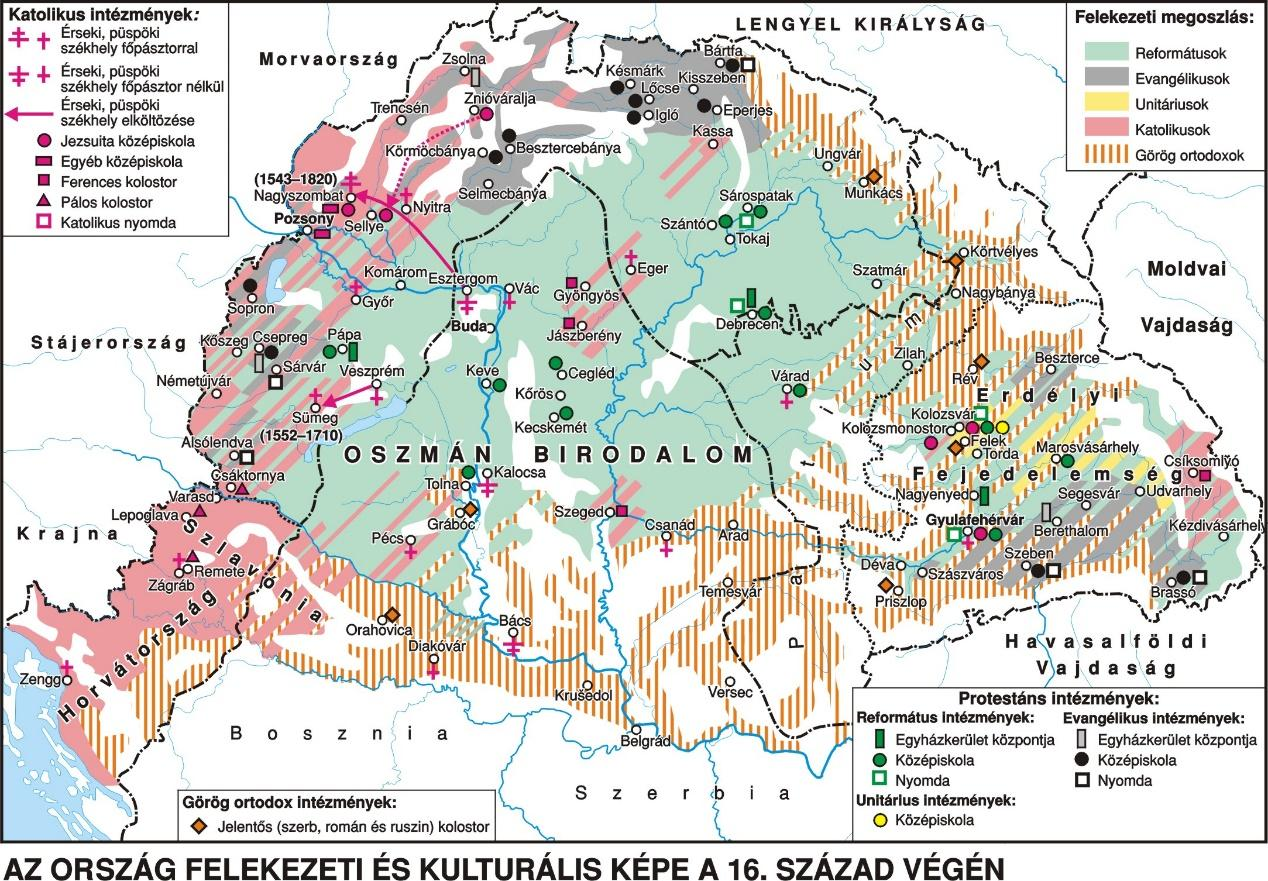 Katolikus intézmények:
Érseki, püspöki
székhely főpásztorral
Érseki, püspöki
székhely főpásztor nélkül
Érseki, püspöki
székhely elköltözése
Jezsuita középiskola
Egyéb középiskola
Ferences kolostor
Pálos kolostor
Katolikus nyomda
Felekezeti megoszlás:
Reformátusok
Evangélikusok
Unitáriusok
Katolikusok
Görög ortodoxok
LENGYEL KIRÁLYSÁG
Morvaország
Zsolna
Bártfa
Késmárk
Kisszeben
Lőcse
Znióváralja
Trencsén
Igló
Eperjes
Kassa
Körmöcbánya
Besztercebánya
Ungvár
Munkács
(1543–1820)
Nagyszombat
Selmecbánya
Sárospatak
Pozsony
Sellye
Nyitra
Szántó
Tokaj
Körtvélyes
Eger
Moldvai
Vajdaság
Komárom
Esztergom
Szatmár
Sopron
Győr
Vác
Gyöngyös
Nagybánya
Buda
Jászberény
Debrecen
Stájerország
Kőszeg
Csepreg
Pápa
Sárvár
Veszprém
Németújvár
Keve
Cegléd
Várad
Zilah
Rév
Beszterce
Sümeg
(1552–1710)
Kőrös
Kecskemét
Erdélyi
Kolozsvár
Kolozsmonostor
Alsólendva
Felek
Torda
Marosvásárhely
OSZMÁN BIRODALOM
Csáktornya
Kalocsa
Tolna
Fejedelemség
Csíksomlyó
Varasd
Nagyenyed
Segesvár
Udvarhely
Lepoglava
Grábóc
Szeged
Csanád
Arad
Gyulafehérvár
Berethalom
Kézdivásárhely
Krajna
Szlavónia
Pécs
Déva
Szeben
Remete
Zágráb
Szászváros
Temesvár
Priszlop
Brassó
Partium
Orahovica
Bács
Diakóvár
Havasalföldi
Vajdaság
Zengg
Horvátország
Krušedol
Versec
Belgrád
Bosznia
Szerbia
Protestáns intézmények:
Református intézmények:
Egyházkerület központja
Középiskola
Nyomda
Unitárius intézmények:
Középiskola
Evangélikus intézmények:
Egyházkerület központja
Középiskola
Nyomda
Görög ortodox intézmények:
Jelentős (szerb, román és ruszin) kolostor
AZ ORSZÁG FELEKEZETI ÉS KULTURÁLIS KÉPE A 16. SZÁZAD VÉGÉN